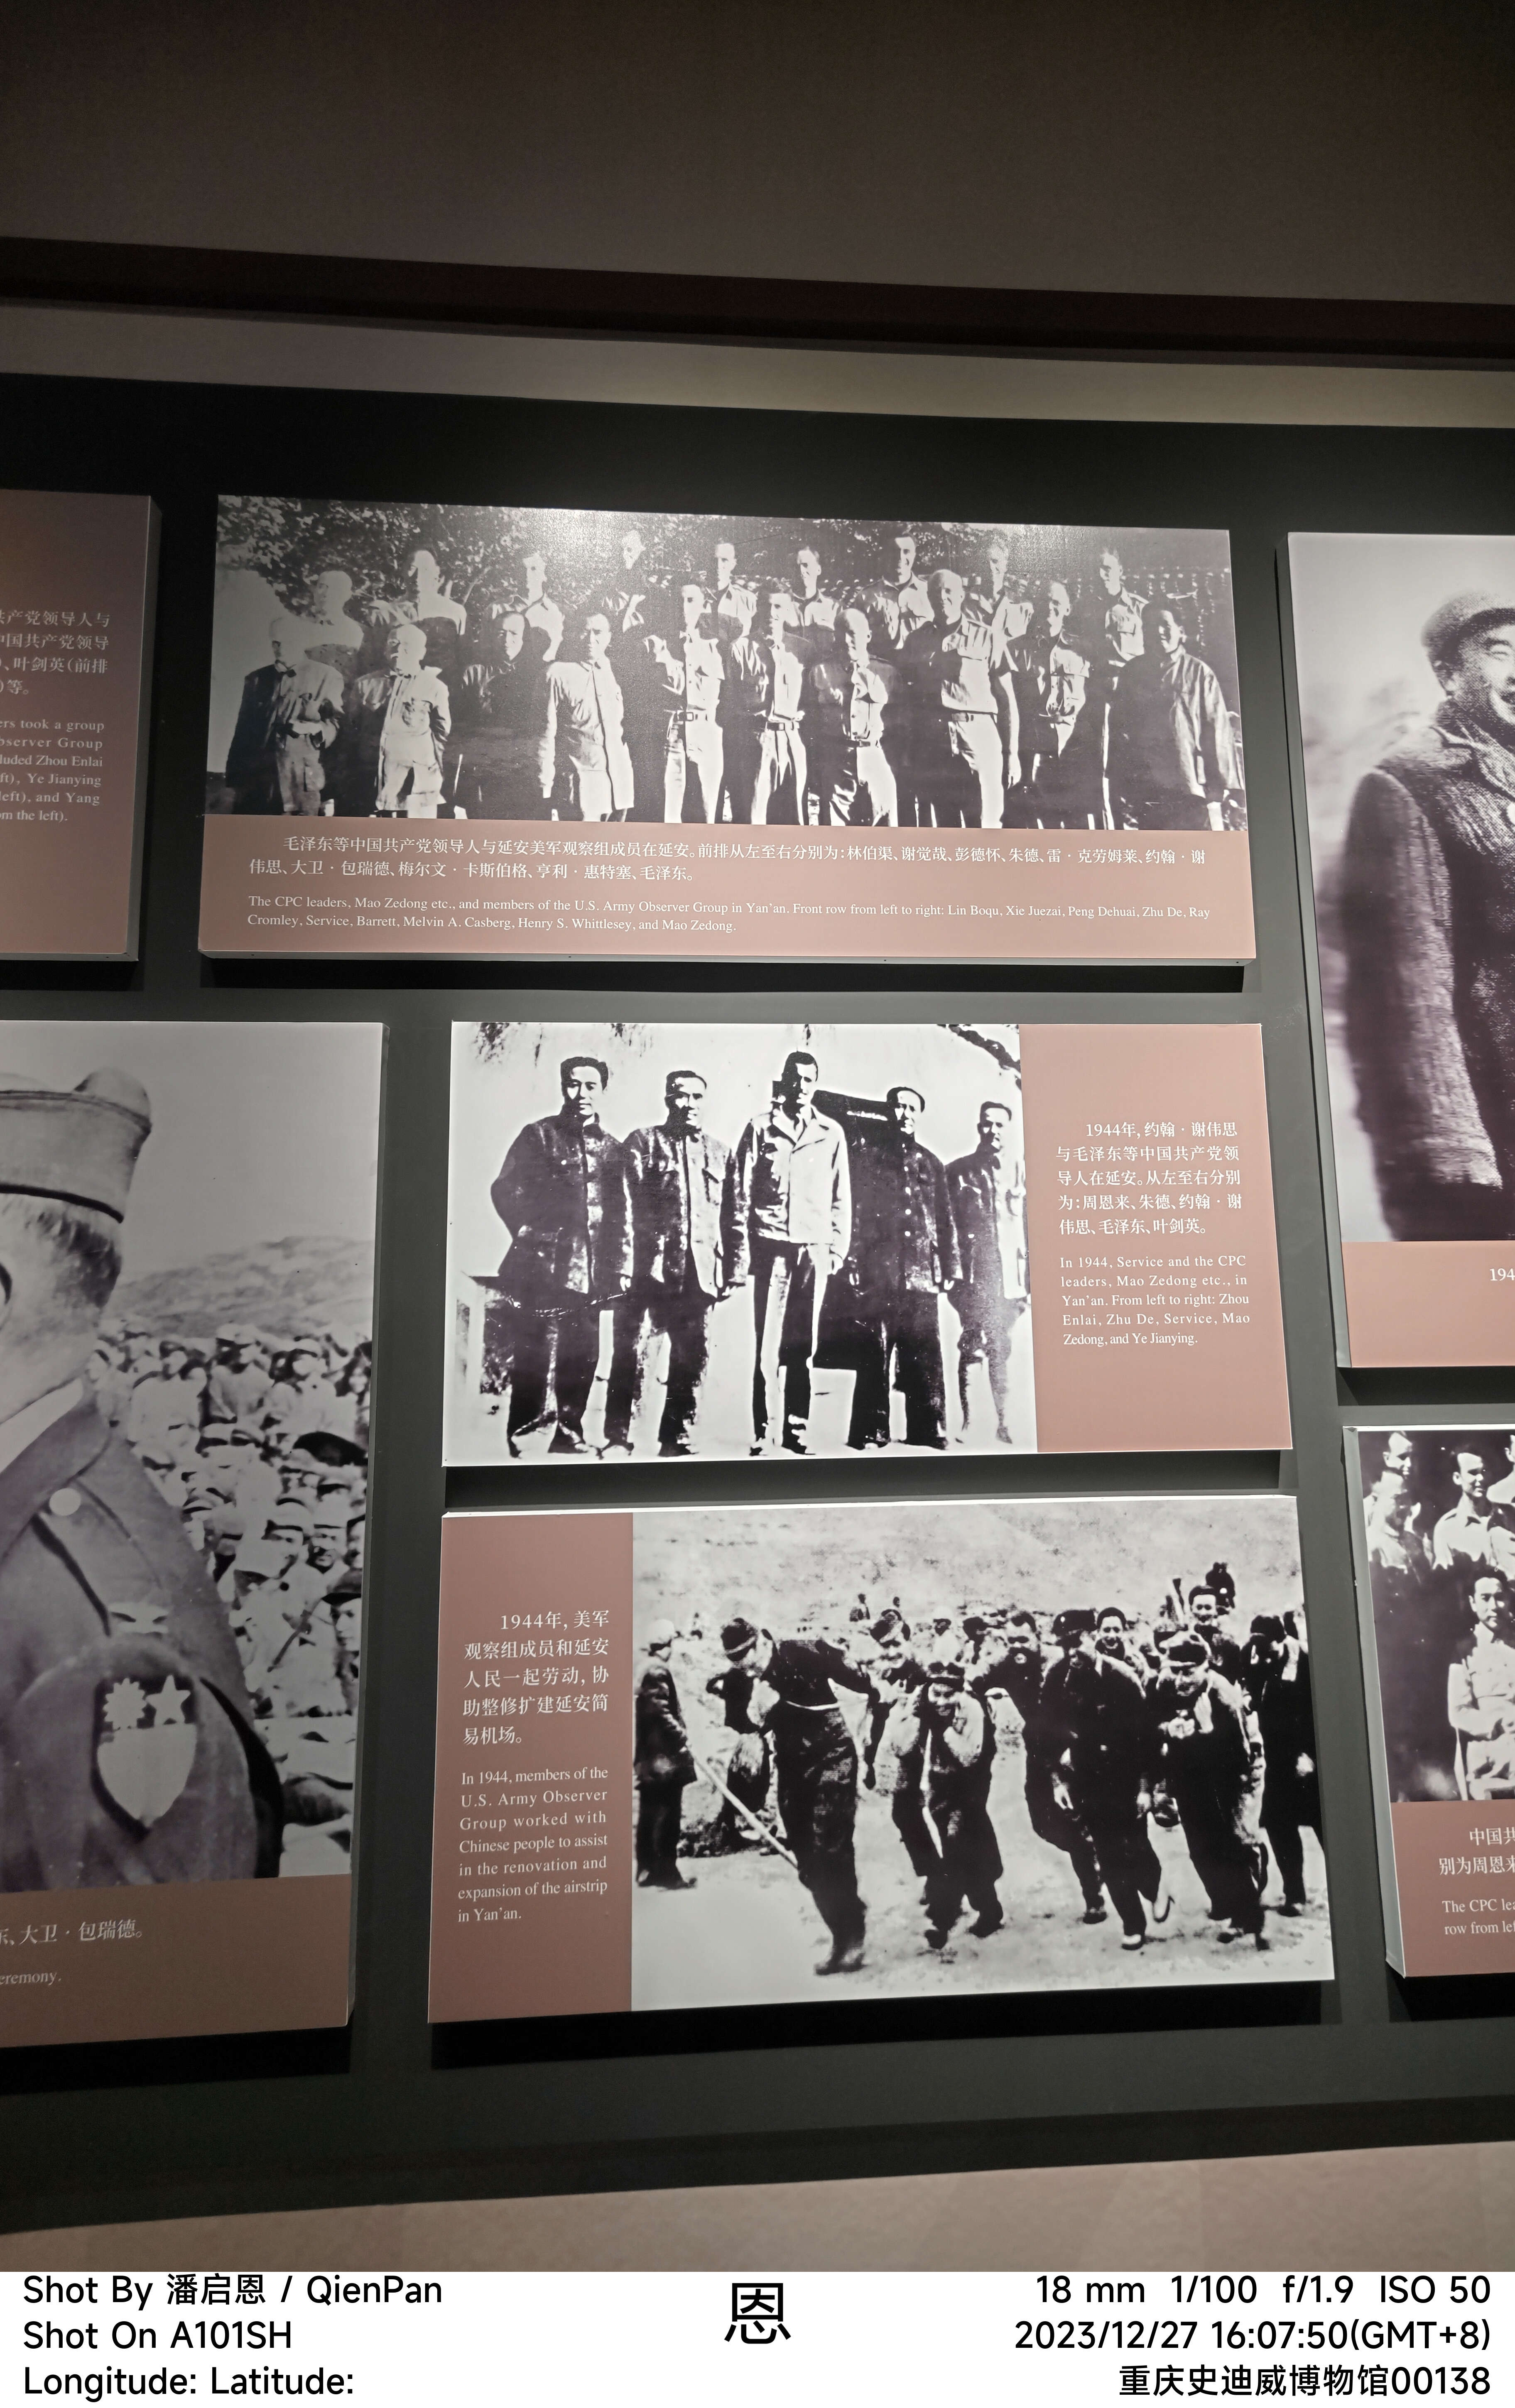 共产党领导人与
中国共产党领导
、叶剑英(前排
)等。
ers took a group
bserver Group
luded Zhou Enlai
ft), Ye Jianying
left), and Yang
om the left).
毛泽东等中国共产党领导人与延安美军观察组成员在延安。前排从左至右分别为:林伯渠、谢觉哉、彭德怀、朱德、雷·克劳姆莱、约翰·谢
伟思、大卫·包瑞德、梅尔文·卡斯伯格、亨利·惠特塞、毛泽东。
The CPC leaders, Mao Zedong etc., and members of the U.S. Army Observer Group in Yan'an. Front row from left to right: Lin Boqu, Xie Juezai, Peng Dehuai, Zhu De, Ray
Cromley, Service, Barrett, Melvin A. Casberg, Henry S. Whittlesey, and Mao Zedong.
1944年,约翰·谢伟思
与毛泽东等中国共产党领
导人在延安。从左至右分别
为:周恩来、朱德、约翰·谢
伟思、毛泽东、叶剑英。
In 1944, Service and the CPC
leaders, Mao Zedong etc., in
Yan'an. From left to right: Zhou
Enlai, Zhu De, Service, Mao
Zedong, and Ye Jianying.
194
1944年,美军
观察组成员和延安
人民一起劳动,协
助整修扩建延安简
易机场。
In 1944, members of the
U.S. Army Observer
Group worked with
Chinese people to assist
in the renovation and
expansion of the airstrip
in Yan'an.
东、大卫·包瑞德。
eremony.
中国共
别为周恩来
The CPC lea
row from lef
Shot By 潘启恩 / QienPan
Shot On A101SH
Longitude: Latitude:
恩
18 mm 1/100 f/1.9 ISO 50
2023/12/27 16:07:50(GMT+8)
重庆史迪威博物馆00138